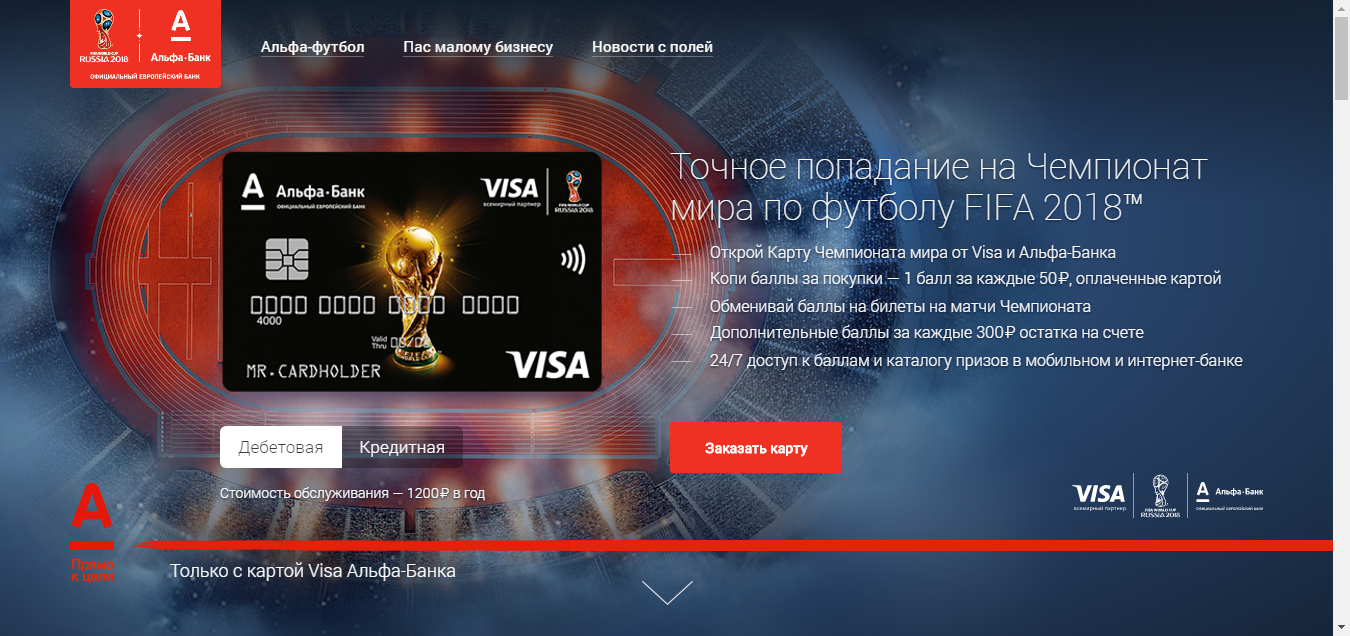 FIFA WORLD CUP
RUSSIA 2018
Альфа·Банк
ОФИЦИАЛЬНЫЙ ЕВРОПЕЙСКИЙ БАНК
Альфа-футбол
Пас малому бизнесу
Новости с полей
Альфа·Банк
ОФИЦИАЛЬНЫЙ ЕВРОПЕЙСКИЙ БАНК
VISA
всемирный партнер
FIFA WORLD CUP
RUSSIA 2018
4000
Valid
Thru
MR.CARDHOLDER
VISA
Точное попадание на Чемпионат
мира по футболу FIFA 2018™
Открой Карту Чемпионата мира от Visa и Альфа-Банка
Копи баллы за покупки — 1 балл за каждые 50₽, оплаченные картой
Обменивай баллы на билеты на матчи Чемпионата
Дополнительные баллы за каждые 300₽ остатка на счете
24/7 доступ к баллам и каталогу призов в мобильном и интернет-банке
Дебетовая
Кредитная
Заказать карту
Стоимость обслуживания — 1200₽ в год
VISA
всемирный партнер
FIFA WORLD CUP
RUSSIA 2018
Альфа·Банк
ОФИЦИАЛЬНЫЙ ЕВРОПЕЙСКИЙ БАНК
Прямо
к цели
Только с картой Visa Альфа-Банка